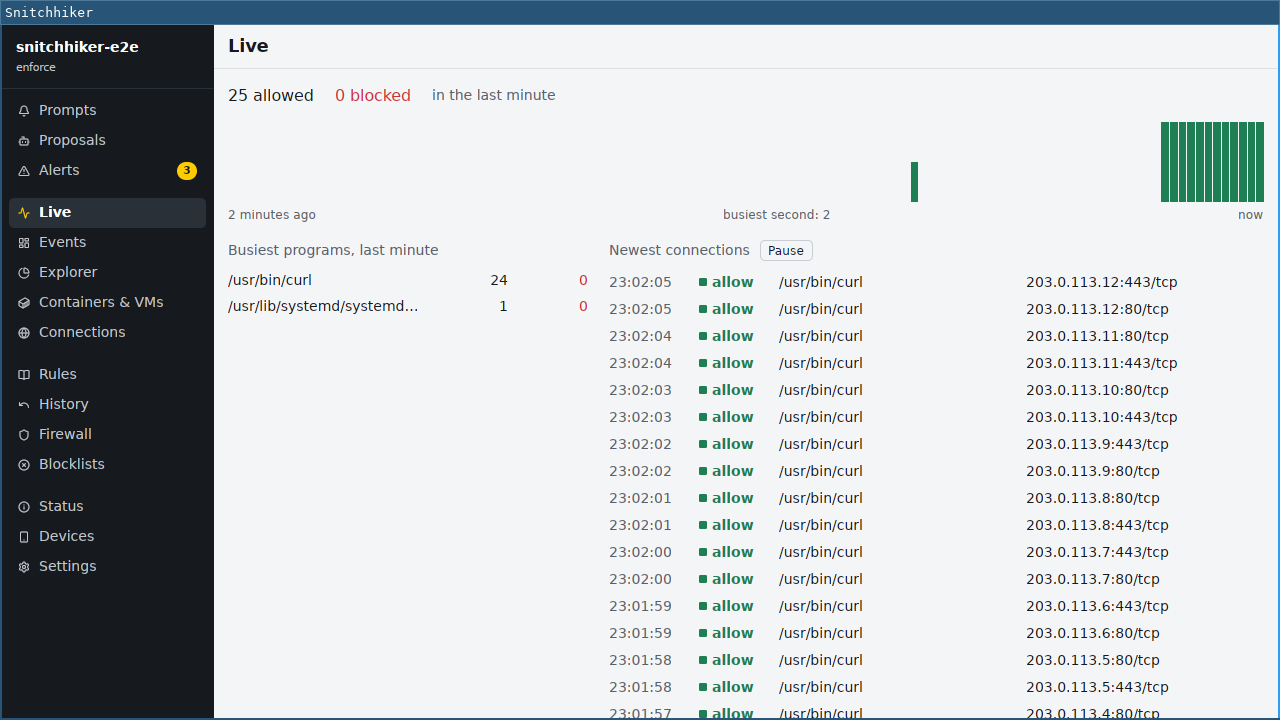 Snitchhiker
snitchhiker-e2e
enforce
Prompts
Proposals
Alerts 3
Live
Events
Explorer
Containers & VMs
Connections
Rules
History
Firewall
Blocklists
Status
Devices
Settings
Live
25 allowed 0 blocked in the last minute
2 minutes ago busiest second: 2 now
Busiest programs, last minute
/usr/bin/curl 24 0
/usr/lib/systemd/systemd… 1 0
Newest connections Pause
23:02:05 allow /usr/bin/curl 203.0.113.12:443/tcp
23:02:05 allow /usr/bin/curl 203.0.113.12:80/tcp
23:02:04 allow /usr/bin/curl 203.0.113.11:80/tcp
23:02:04 allow /usr/bin/curl 203.0.113.11:443/tcp
23:02:03 allow /usr/bin/curl 203.0.113.10:80/tcp
23:02:03 allow /usr/bin/curl 203.0.113.10:443/tcp
23:02:02 allow /usr/bin/curl 203.0.113.9:443/tcp
23:02:02 allow /usr/bin/curl 203.0.113.9:80/tcp
23:02:01 allow /usr/bin/curl 203.0.113.8:80/tcp
23:02:01 allow /usr/bin/curl 203.0.113.8:443/tcp
23:02:00 allow /usr/bin/curl 203.0.113.7:443/tcp
23:02:00 allow /usr/bin/curl 203.0.113.7:80/tcp
23:01:59 allow /usr/bin/curl 203.0.113.6:443/tcp
23:01:59 allow /usr/bin/curl 203.0.113.6:80/tcp
23:01:58 allow /usr/bin/curl 203.0.113.5:80/tcp
23:01:58 allow /usr/bin/curl 203.0.113.5:443/tcp
23:01:57 allow /usr/bin/curl 203.0.113.4:80/tcp